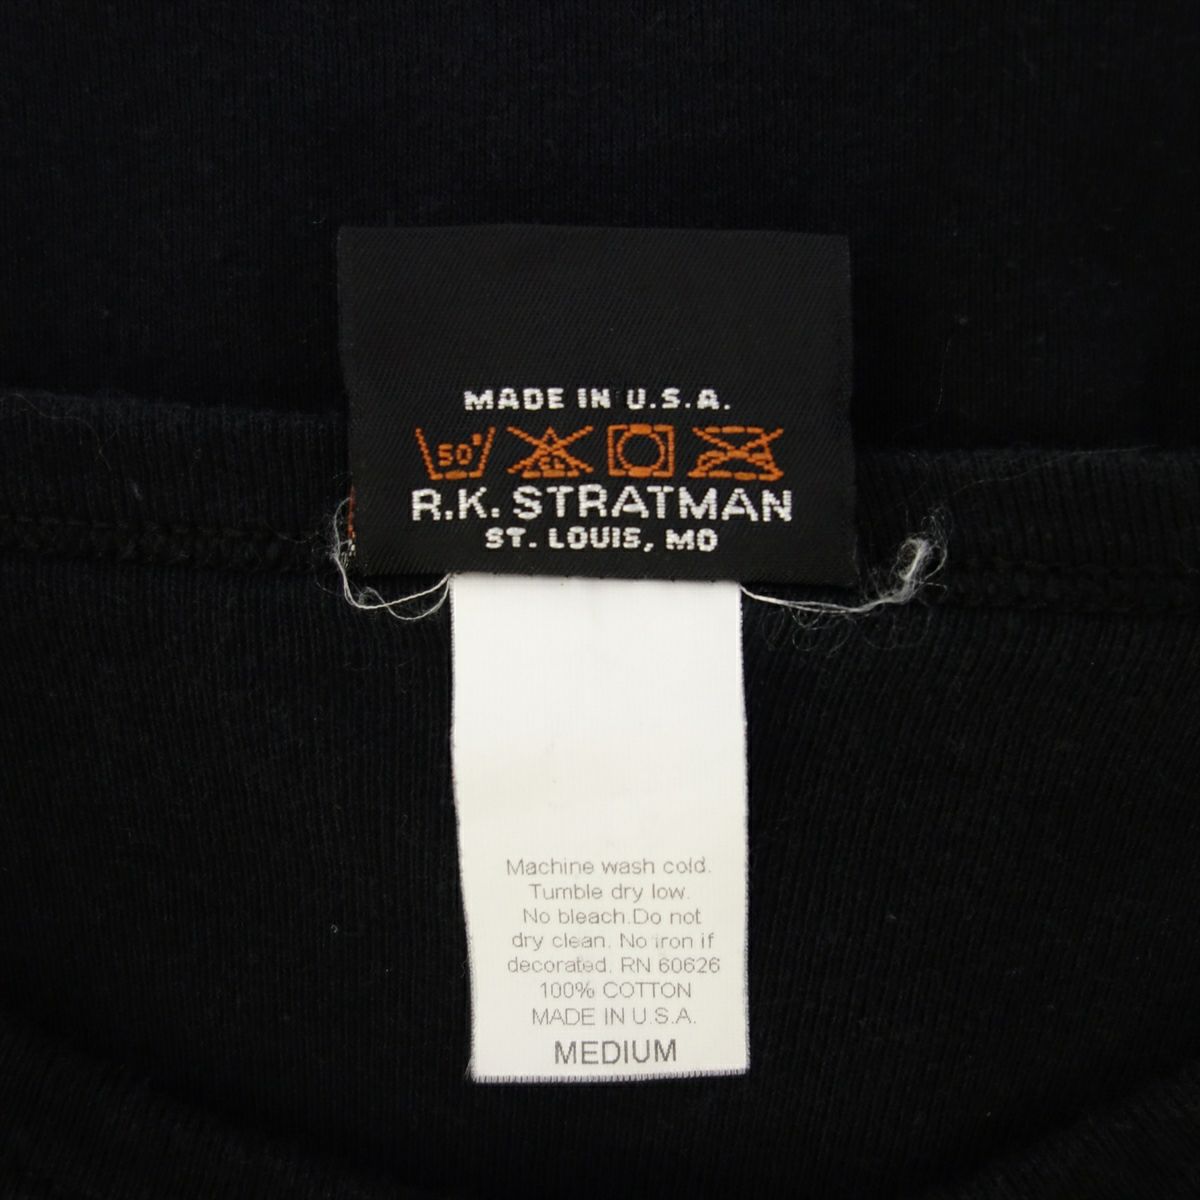 MADE IN U.S.A.
50°
CL
R.K. STRATMAN
ST. LOUIS, MO
Machine wash cold.
Tumble dry low.
No bleach.Do not
dry clean. No iron if
decorated. RN 60626
100% COTTON
MADE IN U.S.A.
MEDIUM